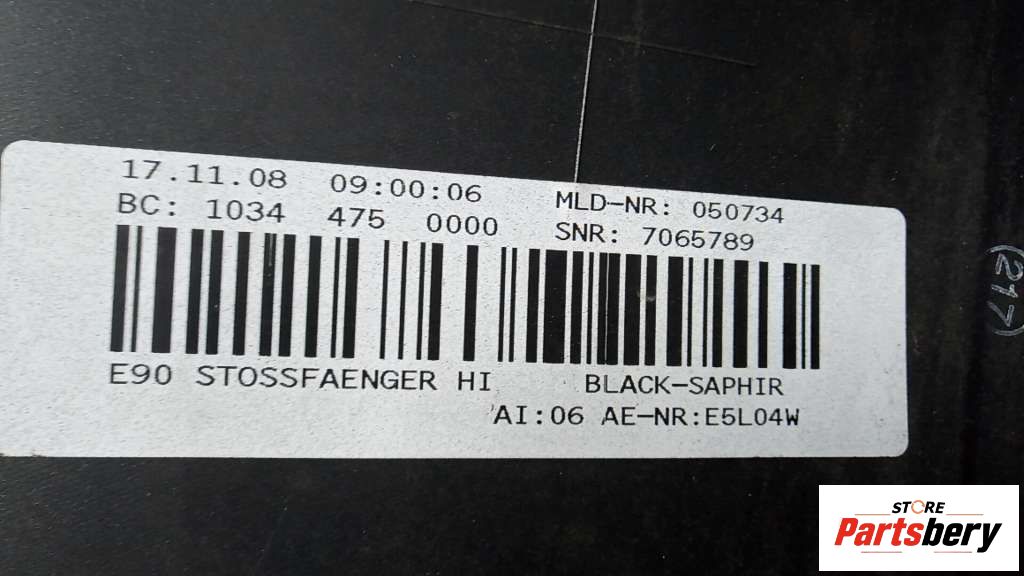 17.11.08 09:00:06 MLD-NR: 050734
BC: 1034 475 0000 SNR: 7065789
E90 STOSSFAENGER HI BLACK-SAPHIR
AI:06 AE-NR:E5L04W
(217)
STORE
Partsbery